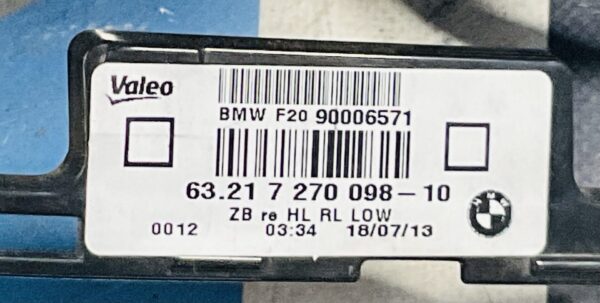 Valeo
BMW F20 90006571
63.21 7 270 098-10
ZB re HL RL LOW
0012 03:34 18/07/13